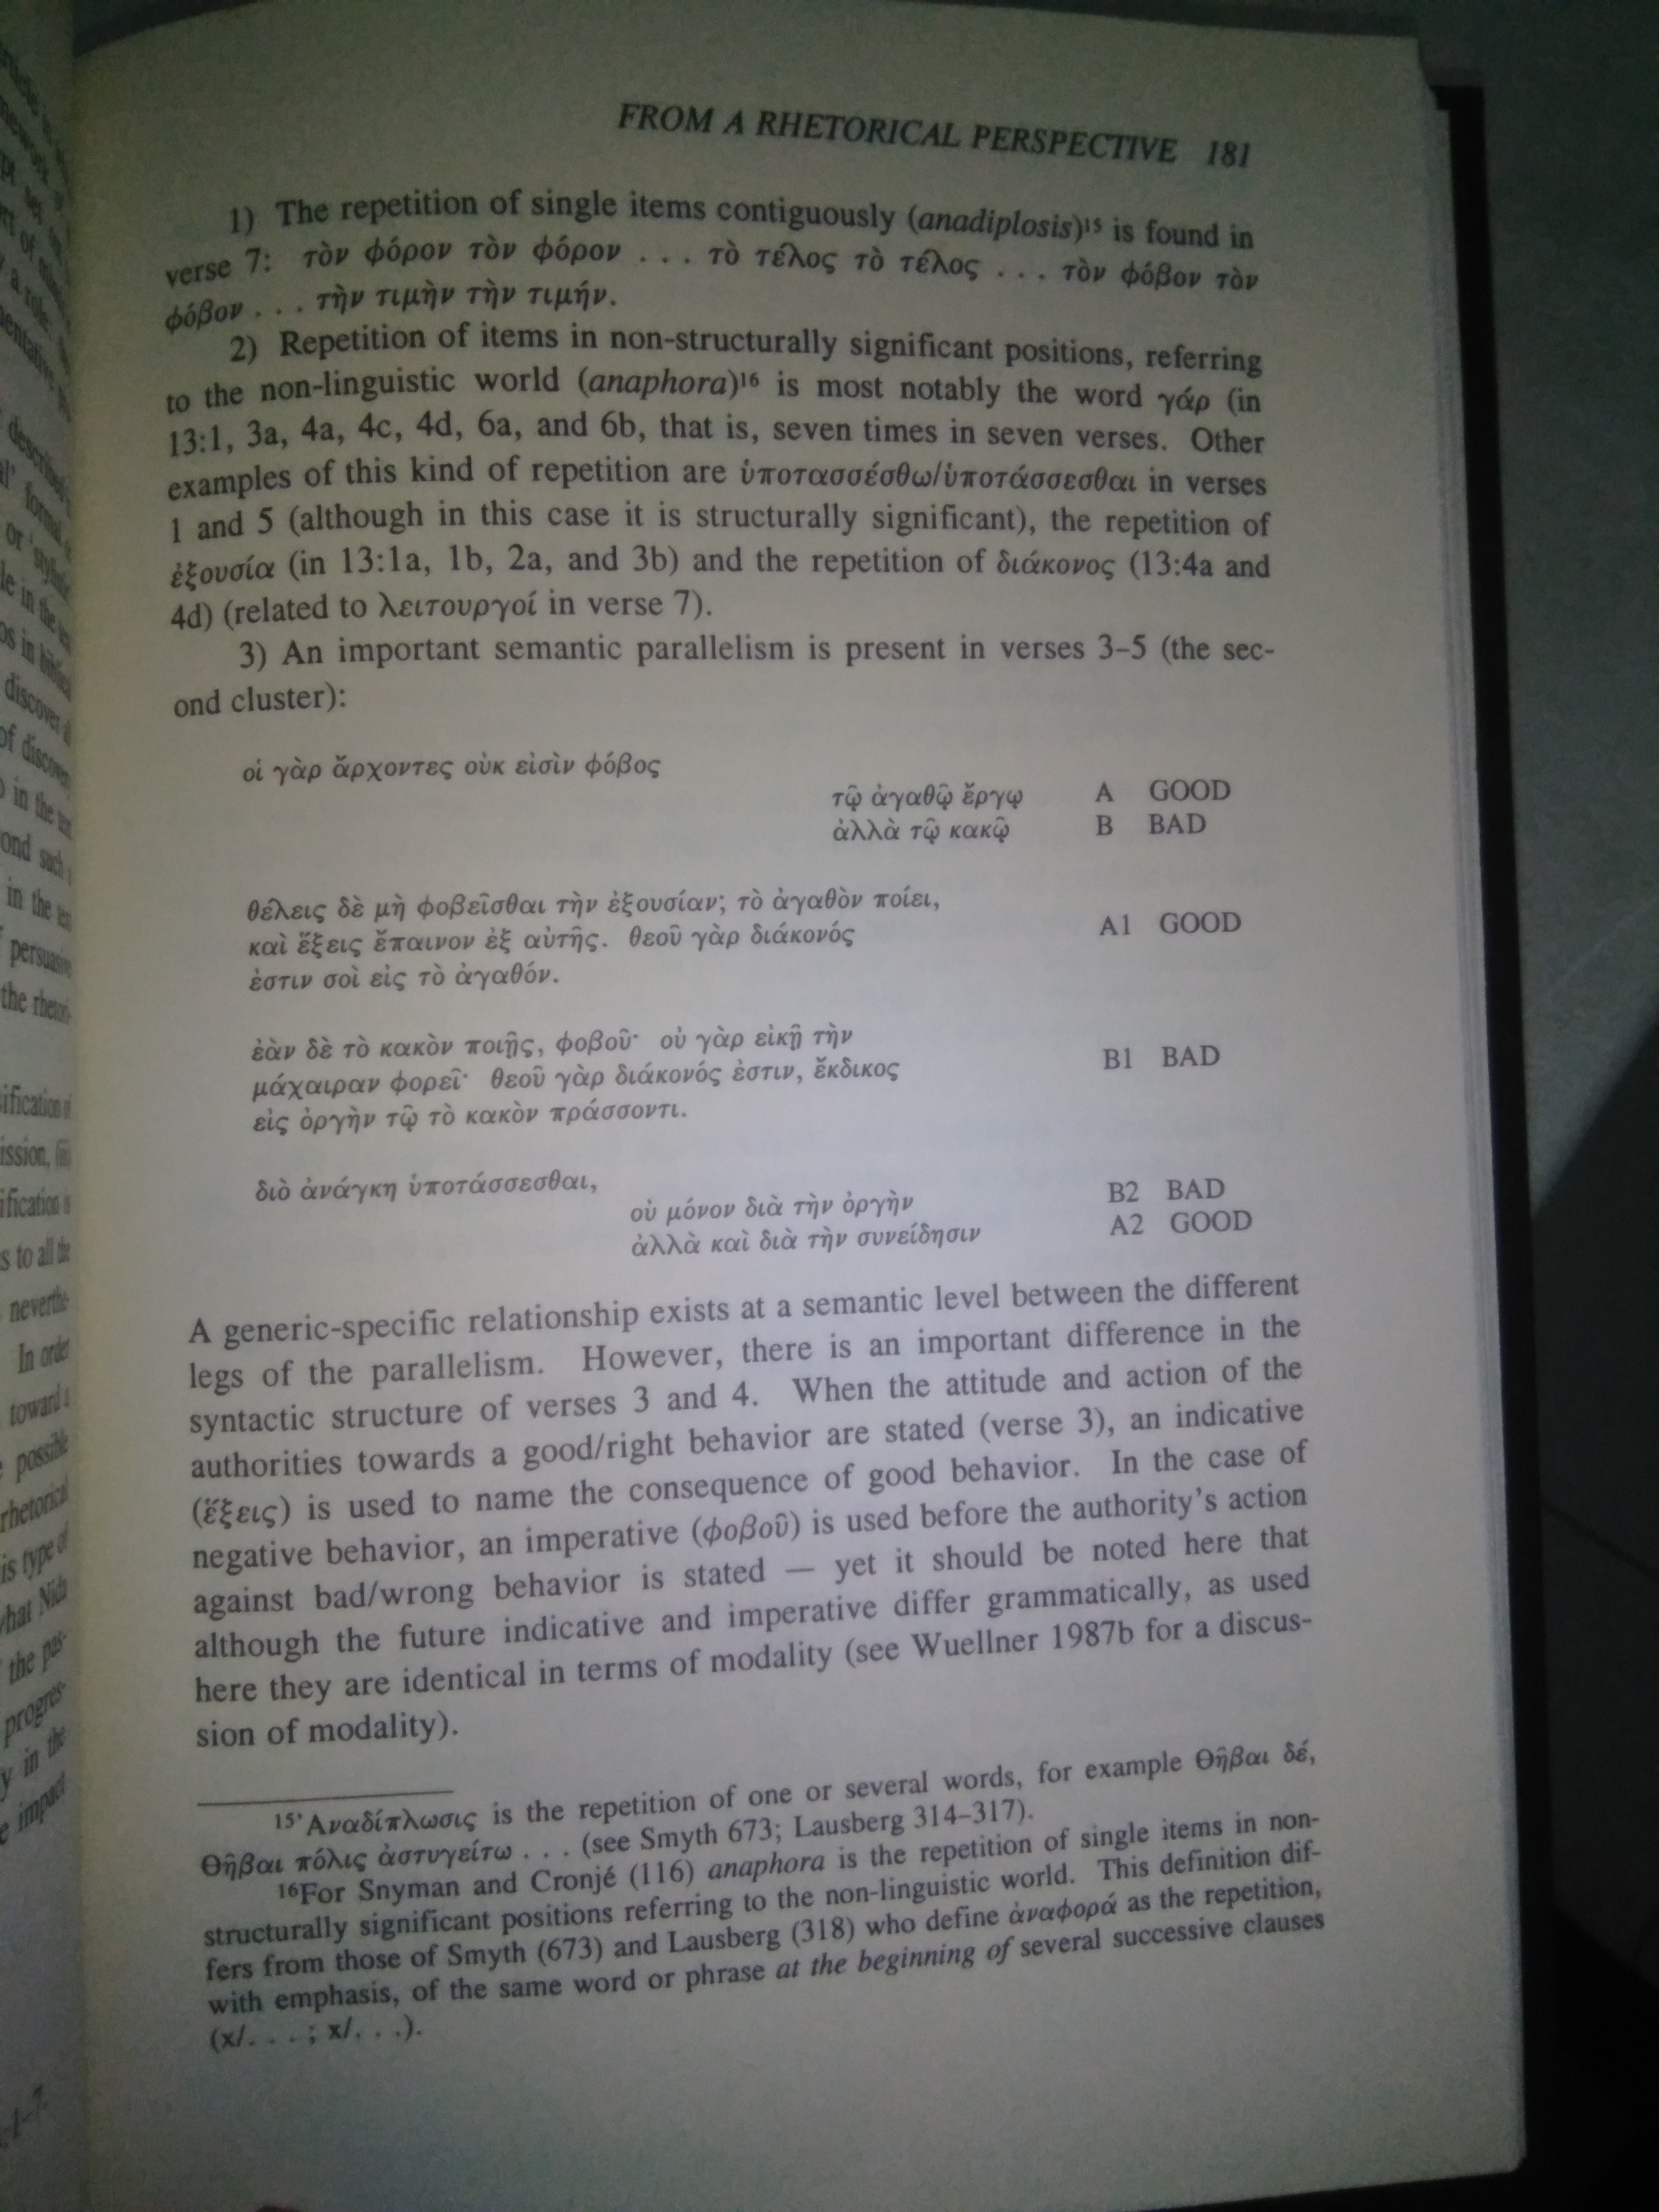 FROM A RHETORICAL PERSPECTIVE 181
1) The repetition of single items contiguously (anadiplosis)15 is found in
verse 7: τὸν φόρον τὸν φόρον . . . τὸ τέλος τὸ τέλος . . . τὸν φόβον τὸν
φόβον . . . τὴν τιμὴν τὴν τιμήν.
2) Repetition of items in non-structurally significant positions, referring
to the non-linguistic world (anaphora)16 is most notably the word γάρ (in
13:1, 3a, 4a, 4c, 4d, 6a, and 6b, that is, seven times in seven verses. Other
examples of this kind of repetition are ὑποτασσέσθω/ὑποτάσσεσθαι in verses
1 and 5 (although in this case it is structurally significant), the repetition of
ἐξουσία (in 13:1a, 1b, 2a, and 3b) and the repetition of διάκονος (13:4a and
4d) (related to λειτουργοί in verse 7).
3) An important semantic parallelism is present in verses 3–5 (the sec-
ond cluster):
οἱ γὰρ ἄρχοντες οὐκ εἰσὶν φόβος
τῷ ἀγαθῷ ἔργῳ A GOOD
ἀλλὰ τῷ κακῷ B BAD
θέλεις δὲ μὴ φοβεῖσθαι τὴν ἐξουσίαν; τὸ ἀγαθὸν ποίει,
καὶ ἕξεις ἔπαινον ἐξ αὐτῆς. θεοῦ γὰρ διάκονός A1 GOOD
ἐστιν σοὶ εἰς τὸ ἀγαθόν.
ἐὰν δὲ τὸ κακὸν ποιῇς, φοβοῦ· οὐ γὰρ εἰκῇ τὴν
μάχαιραν φορεῖ· θεοῦ γὰρ διάκονός ἐστιν, ἔκδικος B1 BAD
εἰς ὀργὴν τῷ τὸ κακὸν πράσσοντι.
διὸ ἀνάγκη ὑποτάσσεσθαι,
οὐ μόνον διὰ τὴν ὀργὴν B2 BAD
ἀλλὰ καὶ διὰ τὴν συνείδησιν A2 GOOD
A generic-specific relationship exists at a semantic level between the different
legs of the parallelism. However, there is an important difference in the
syntactic structure of verses 3 and 4. When the attitude and action of the
authorities towards a good/right behavior are stated (verse 3), an indicative
(ἕξεις) is used to name the consequence of good behavior. In the case of
negative behavior, an imperative (φοβοῦ) is used before the authority's action
against bad/wrong behavior is stated — yet it should be noted here that
although the future indicative and imperative differ grammatically, as used
here they are identical in terms of modality (see Wuellner 1987b for a discus-
sion of modality).
15᾿Αναδίπλωσις is the repetition of one or several words, for example Θῆβαι δέ,
Θῆβαι πόλις ἀστυγείτω . . . (see Smyth 673; Lausberg 314–317).
16For Snyman and Cronjé (116) anaphora is the repetition of single items in non-
structurally significant positions referring to the non-linguistic world. This definition dif-
fers from those of Smyth (673) and Lausberg (318) who define ἀναφορά as the repetition,
with emphasis, of the same word or phrase at the beginning of several successive clauses
(x/. . . ; x/. . .).